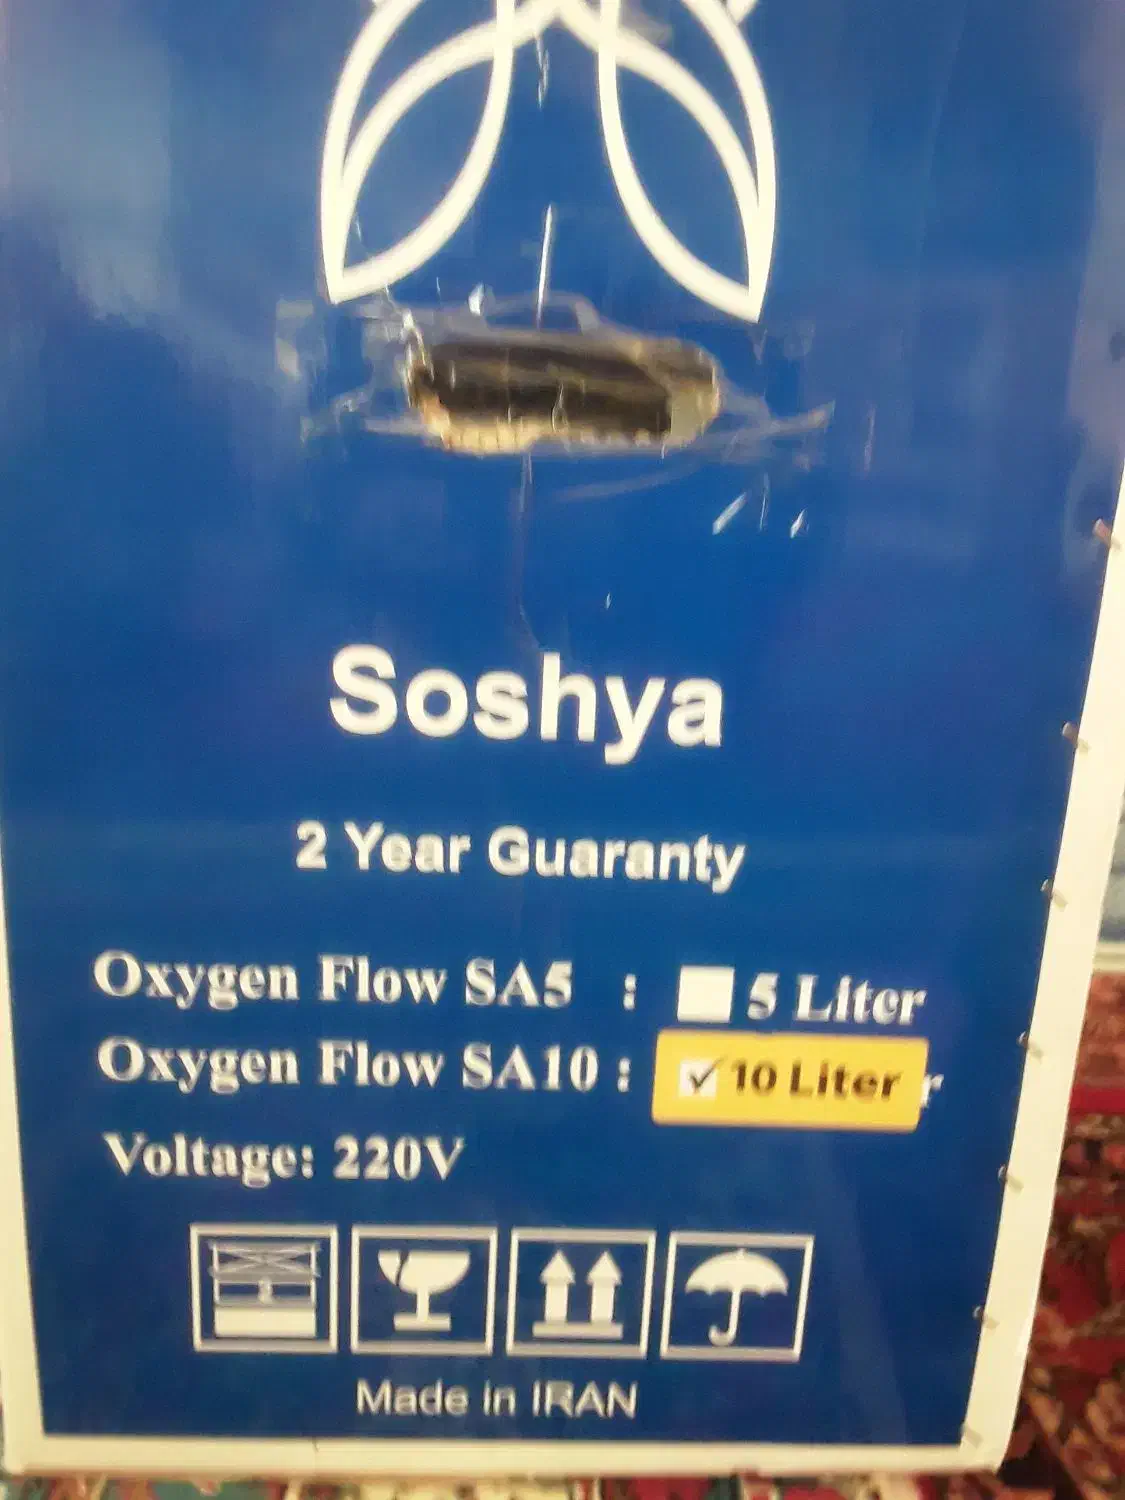 Soshya
2 Year Guaranty
Oxygen Flow SA5 : 5 Liter
Oxygen Flow SA10 : 10 Liter r
Voltage: 220V
Made in IRAN